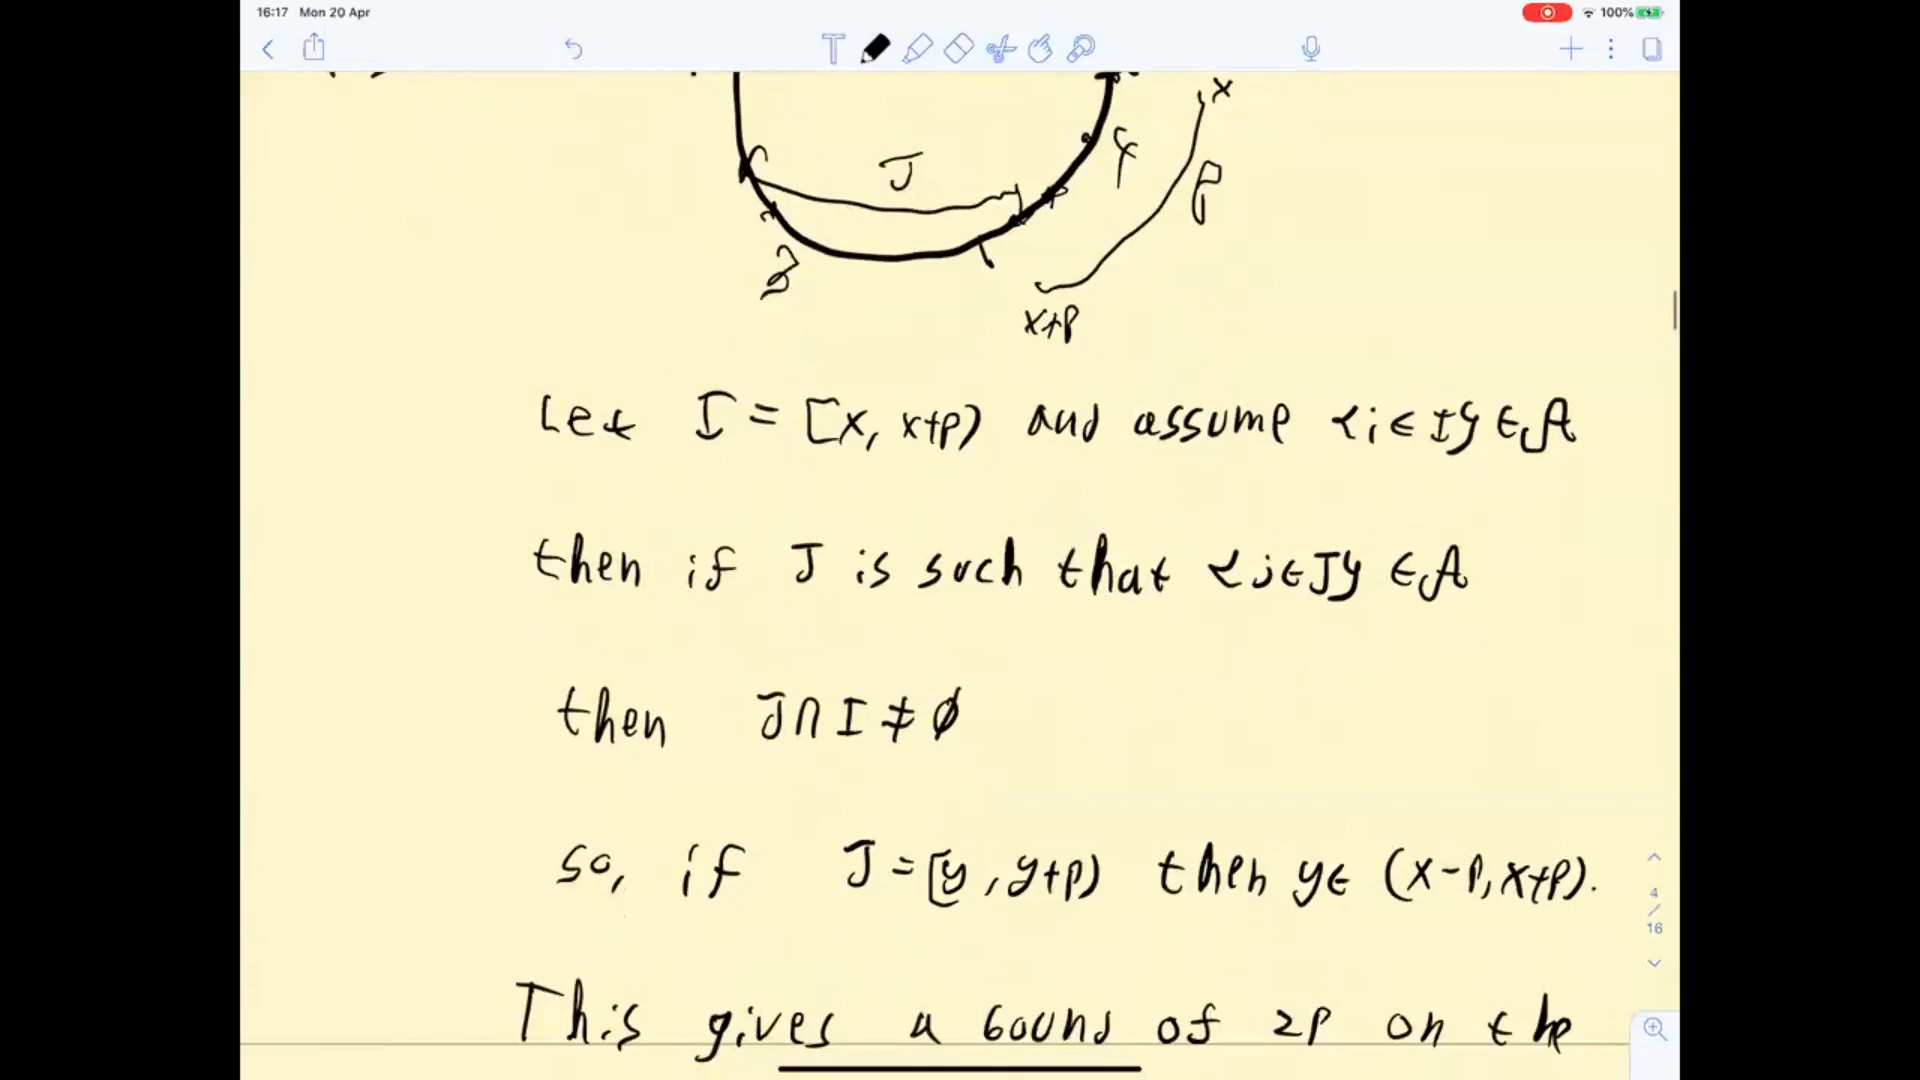 16:17 Mon 20 Apr
100%
x
J
y
p
z
x+p
Let I = [x, x+p) and assume {i ∈ I} ∈ A
then if J is such that {j ∈ J} ∈ A
then J ∩ I ≠ ∅
so, if J = [y, y+p) then y ∈ (x-p, x+p).
4
/
16
This gives a bound of 2p on the